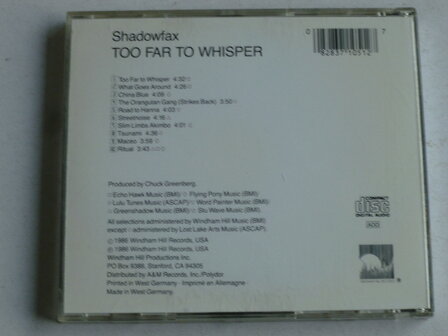 Shadowfax
TOO FAR TO WHISPER
Too Far to Whisper 4:32
What Goes Around 4:26
China Blue 4:09
The Orangutan Gang (Strikes Back) 3:50
Road to Hanna 4:03
Streetnoise 4:16
Slim Limbs Akimbo 4:01
Tsunami 4:36
Maceo 3:58
Ritual 3:43
Produced by Chuck Greenberg.
Echo Hawk Music (BMI) Flying Pony Music (BMI)
Lulu Tunes Music (ASCAP) Word Painter Music (BMI)
Greenshadow Music (BMI) Stu Wave Music (BMI)
All selections administered by Windham Hill Music (BMI)
except administered by Lost Lake Arts Music (ASCAP).
℗ 1986 Windham Hill Records, USA
© 1986 Windham Hill Records, USA
Windham Hill Productions Inc.
PO Box 9388, Stanford, CA 94305
Distributed by A&M Records, Inc./Polydor
Printed in West Germany - Imprimé en Allemagne
Made in West Germany.
0 82837 10512 7
COMPACT
disc
DIGITAL AUDIO